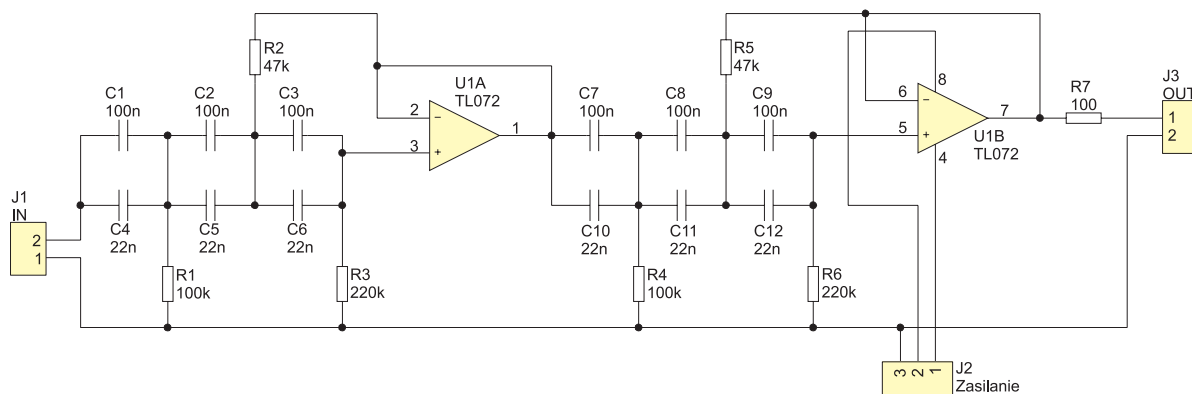 R2
47k
R5
47k
C1
100n
C2
100n
C3
100n
U1A
TL072
2
3
1
C7
100n
C8
100n
C9
100n
6
5
8
7
4
U1B
TL072
R7
100
J3
OUT
1
2
J1
IN
2
1
C4
22n
C5
22n
C6
22n
C10
22n
C11
22n
C12
22n
R1
100k
R3
220k
R4
100k
R6
220k
3
2
1
J2
Zasilanie